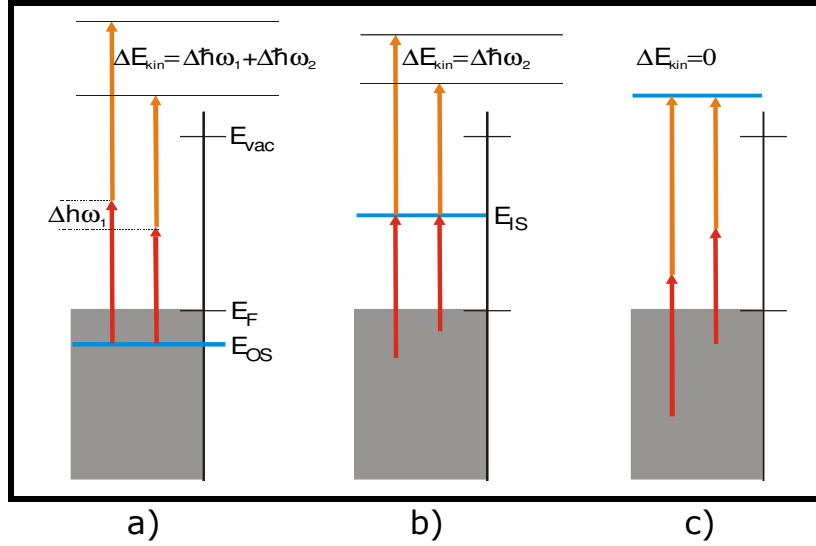 ΔE_kin=Δħω₁+Δħω₂
ΔE_kin=Δħω₂
ΔE_kin=0
E_vac
Δhω₁
E_IS
E_F
E_OS
a)
b)
c)